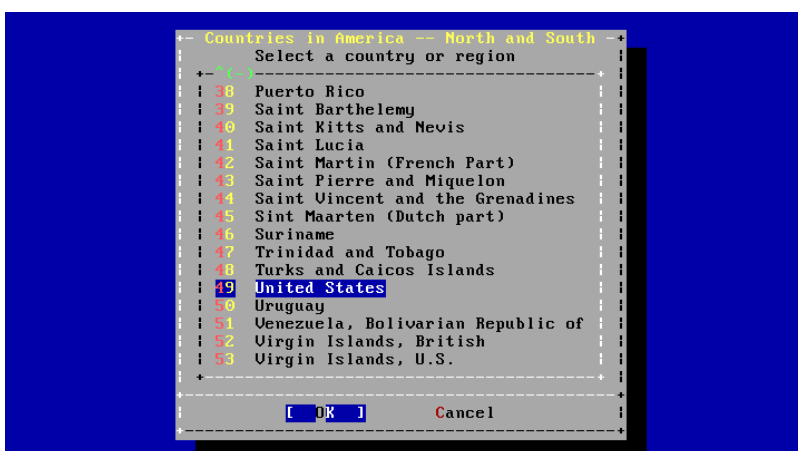 Countries in America -- North and South
Select a country or region
^(-)
38 Puerto Rico
39 Saint Barthelemy
40 Saint Kitts and Nevis
41 Saint Lucia
42 Saint Martin (French Part)
43 Saint Pierre and Miquelon
44 Saint Vincent and the Grenadines
45 Sint Maarten (Dutch part)
46 Suriname
47 Trinidad and Tobago
48 Turks and Caicos Islands
49 United States
50 Uruguay
51 Venezuela, Bolivarian Republic of
52 Virgin Islands, British
53 Virgin Islands, U.S.
[ OK ] Cancel